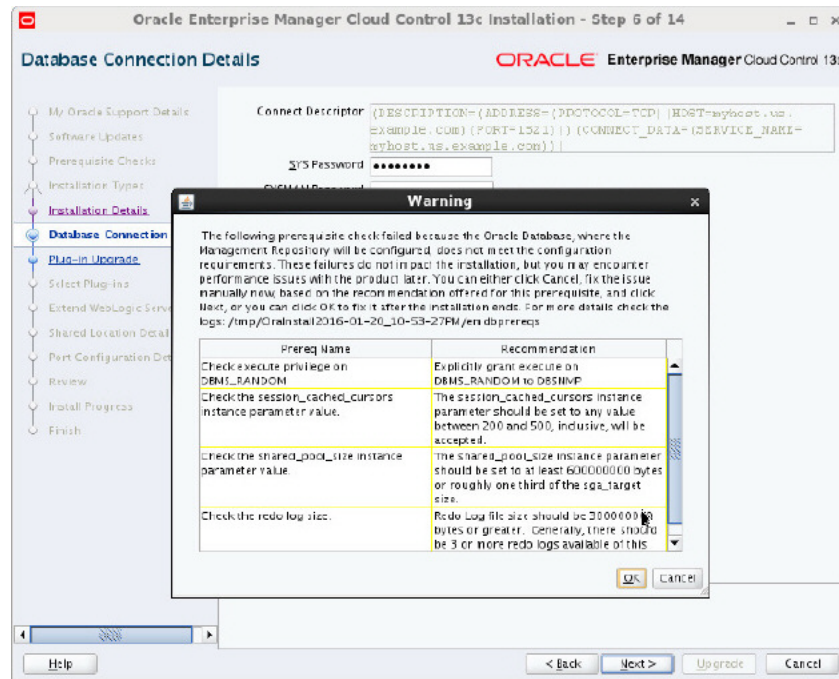 Oracle Enterprise Manager Cloud Control 13c Installation - Step 6 of 14
Database Connection Details
ORACLE Enterprise Manager Cloud Control 13c
My Oracle Support Details
Software Updates
Prerequisite Checks
Installation Types
Installation Details
Database Connection
Plug-in Upgrade
Select Plug-ins
Extend WebLogic Serve
Shared Location Detail
Port Configuration Det
Review
Install Progress
Finish
Connect Descriptor
(DESCRIPTION=(ADDRESS=(PROTOCOL=TCP)(HOST=myhost.us.
example.com)(PORT=1521))(CONNECT_DATA=(SERVICE_NAME=
myhost.us.example.com)))
SYS Password ●●●●●●●●
Warning
The following prerequisite check failed because the Oracle Database, where the
Management Repository will be configured, does not meet the configuration
requirements. These failures do not impact the installation, but you may encounter
performance issues with the product later. You can either click Cancel, fix the issue
manually now, based on the recommendation offered for this prerequisite, and click
Next, or you can click OK to fix it after the installation ends. For more details check the
logs: /tmp/OraInstall2016-01-20_10-53-27PM/emdbprereqs
Prereq Name
Recommendation
Check execute privilege on
DBMS_RANDOM
Explicitly grant execute on
DBMS_RANDOM to DBSNMP
Check the session_cached_cursors
instance parameter value.
The session_cached_cursors instance
parameter should be set to any value
between 200 and 500, inclusive, will be
accepted.
Check the shared_pool_size instance
parameter value.
The shared_pool_size instance parameter
should be set to at least 600000000 bytes
or roughly one third of the sga_target
size.
Check the redo log size.
Redo Log file size should be 300000000
bytes or greater. Generally, there should
be 3 or more redo logs available of this
OK
Cancel
Help
< Back
Next >
Upgrade
Cancel